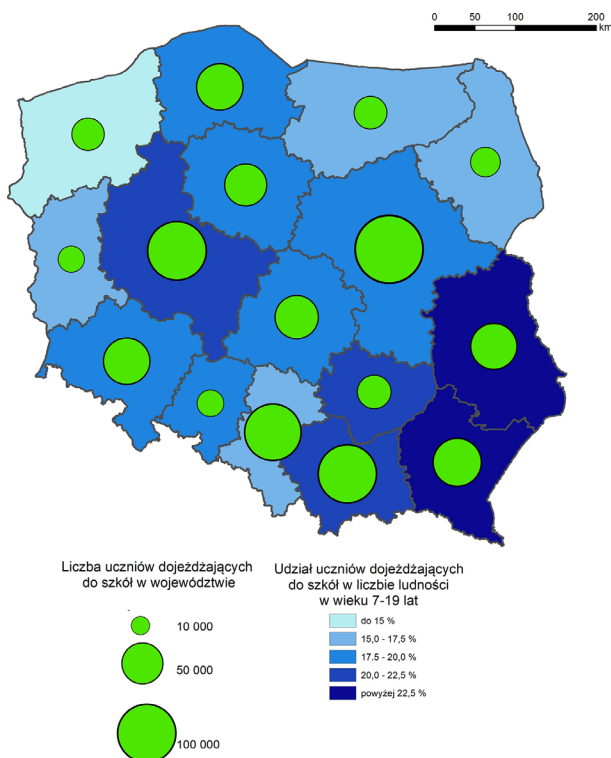 0 50 100 200
km
Liczba uczniów dojeżdżających
do szkół w województwie
10 000
50 000
100 000
Udział uczniów dojeżdżających
do szkół w liczbie ludności
w wieku 7-19 lat
do 15 %
15,0 - 17,5 %
17.5 - 20,0 %
20,0 - 22,5 %
powyżej 22,5 %